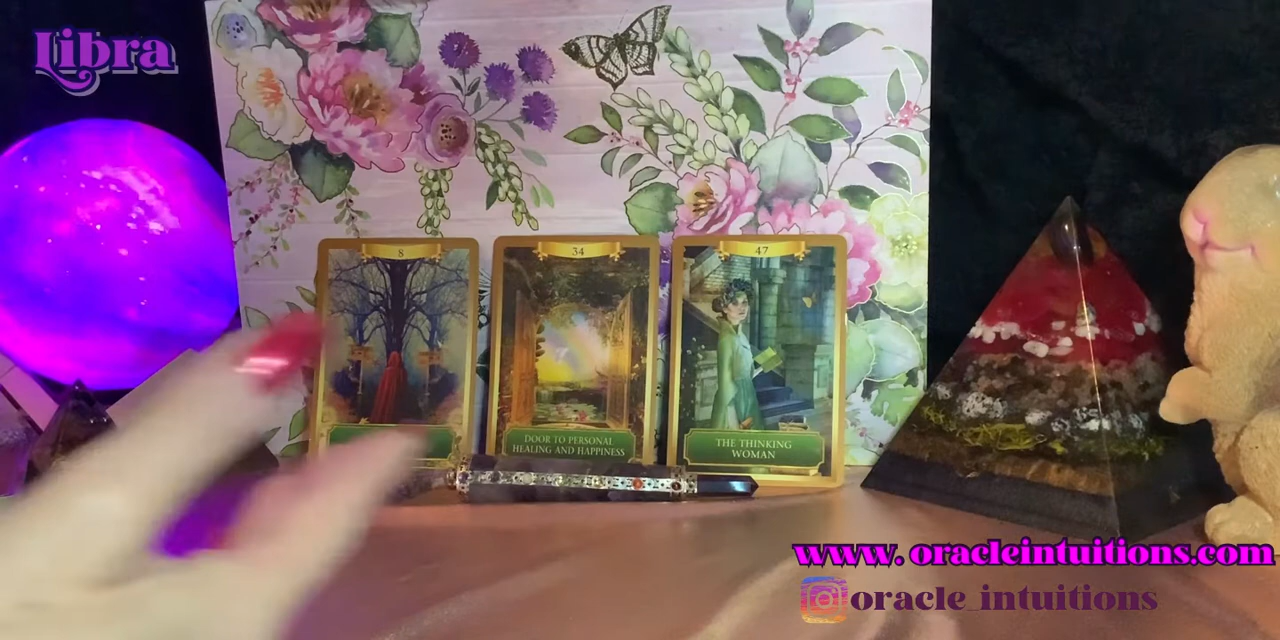 Libra
8
34
47
DOOR TO PERSONAL
HEALING AND HAPPINESS
THE THINKING
WOMAN
www.oracleintuitions.com
oracle_intuitions